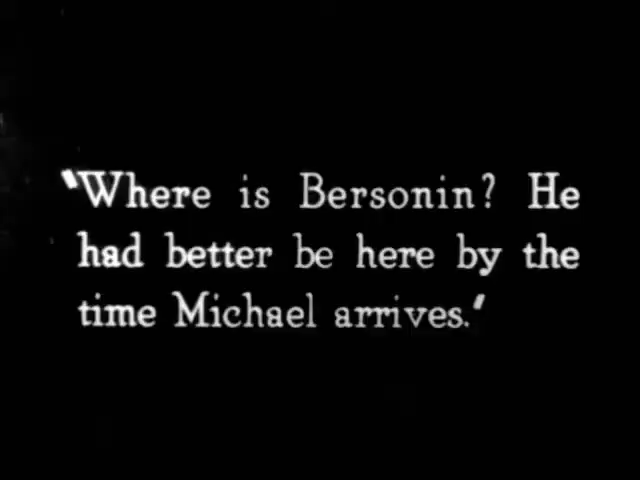 "Where is Bersonin? He
had better be here by the
time Michael arrives."